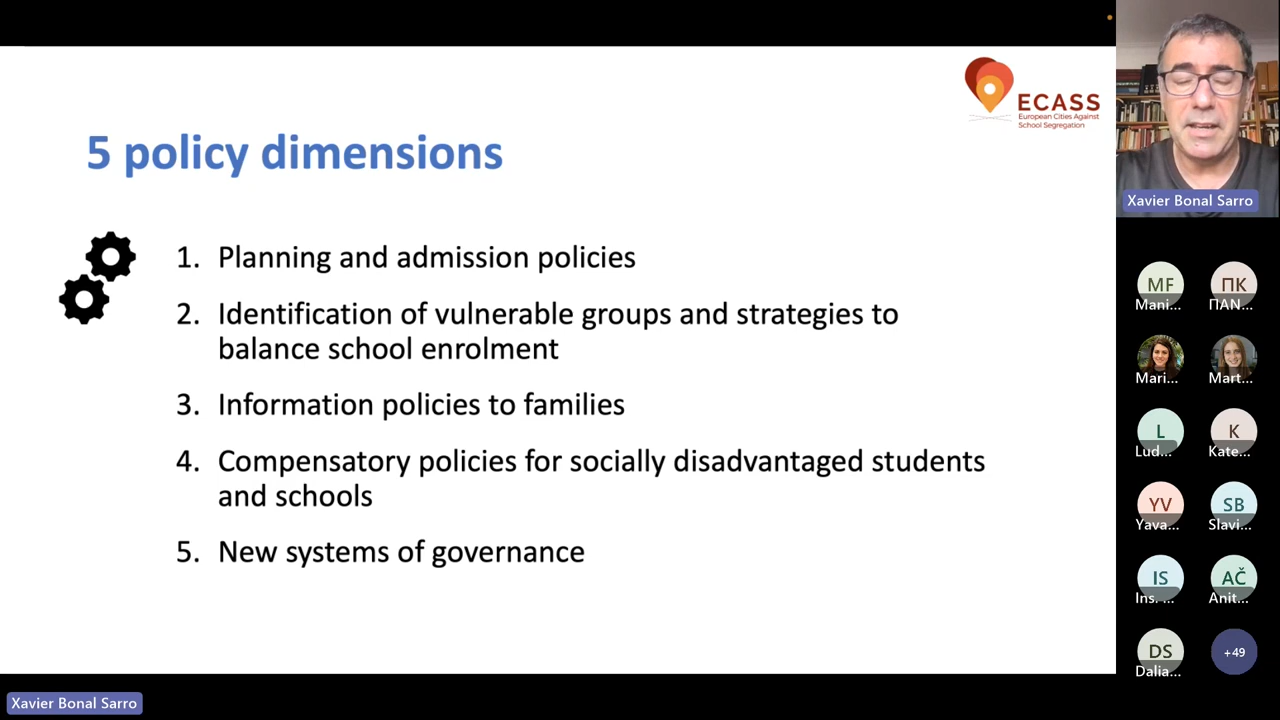 ECASS
European Cities Against
School Segregation
5 policy dimensions
1. Planning and admission policies
2. Identification of vulnerable groups and strategies to
balance school enrolment
3. Information policies to families
4. Compensatory policies for socially disadvantaged students
and schools
5. New systems of governance
Xavier Bonal Sarro
MF
Mani...
ПК
ΠΑΝ...
Mari...
Mart...
L
Lud...
K
Kate...
YV
Yava...
SB
Slavi...
IS
Ins. ...
AČ
Anit...
DS
Dalia...
+49
Xavier Bonal Sarro